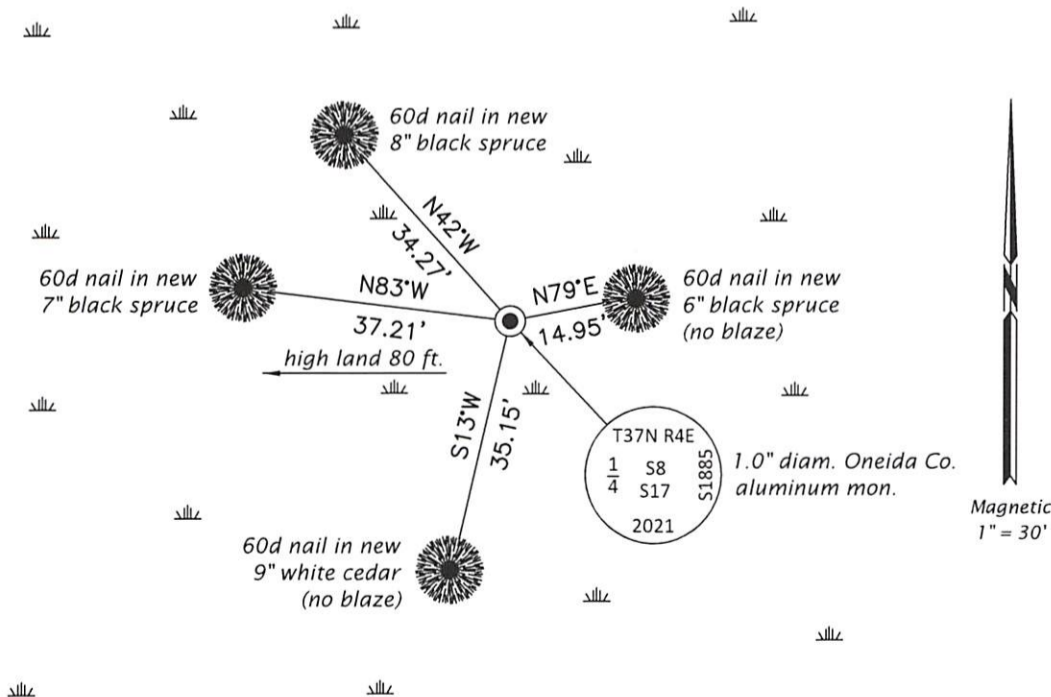 60d nail in new
8" black spruce
N42°W
34.27'
60d nail in new
7" black spruce
N83°W
37.21'
N79°E
14.95'
60d nail in new
6" black spruce
(no blaze)
high land 80 ft.
S13°W
35.15'
T37N R4E
1/4
S8
S17
S1885
2021
1.0" diam. Oneida Co.
aluminum mon.
60d nail in new
9" white cedar
(no blaze)
N
Magnetic
1" = 30'